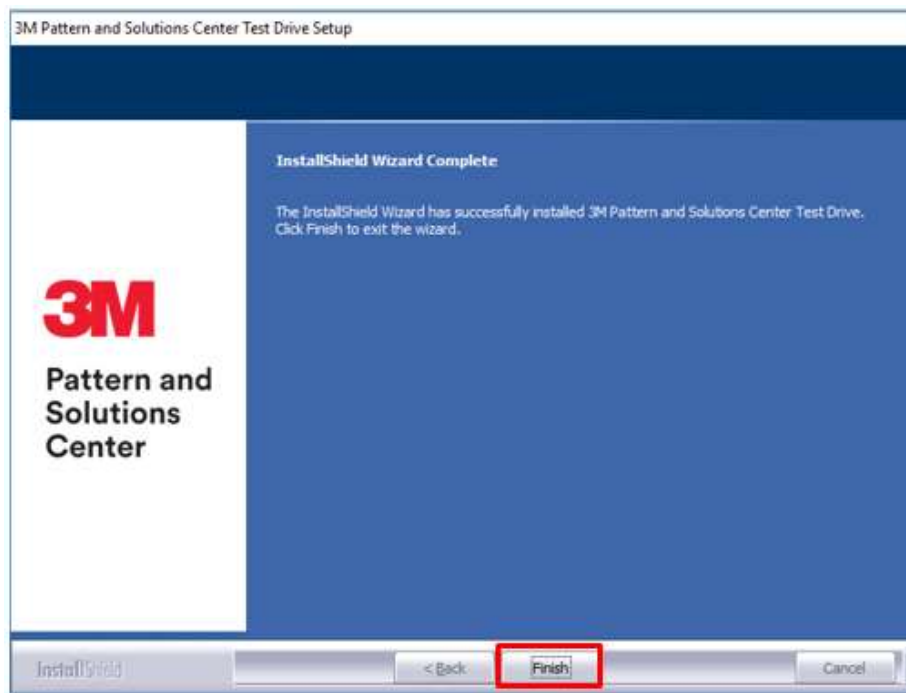 3M Pattern and Solutions Center Test Drive Setup
InstallShield Wizard Complete
The InstallShield Wizard has successfully installed 3M Pattern and Solutions Center Test Drive.
Click Finish to exit the wizard.
3M
Pattern and
Solutions
Center
InstallShield
< Back
Finish
Cancel